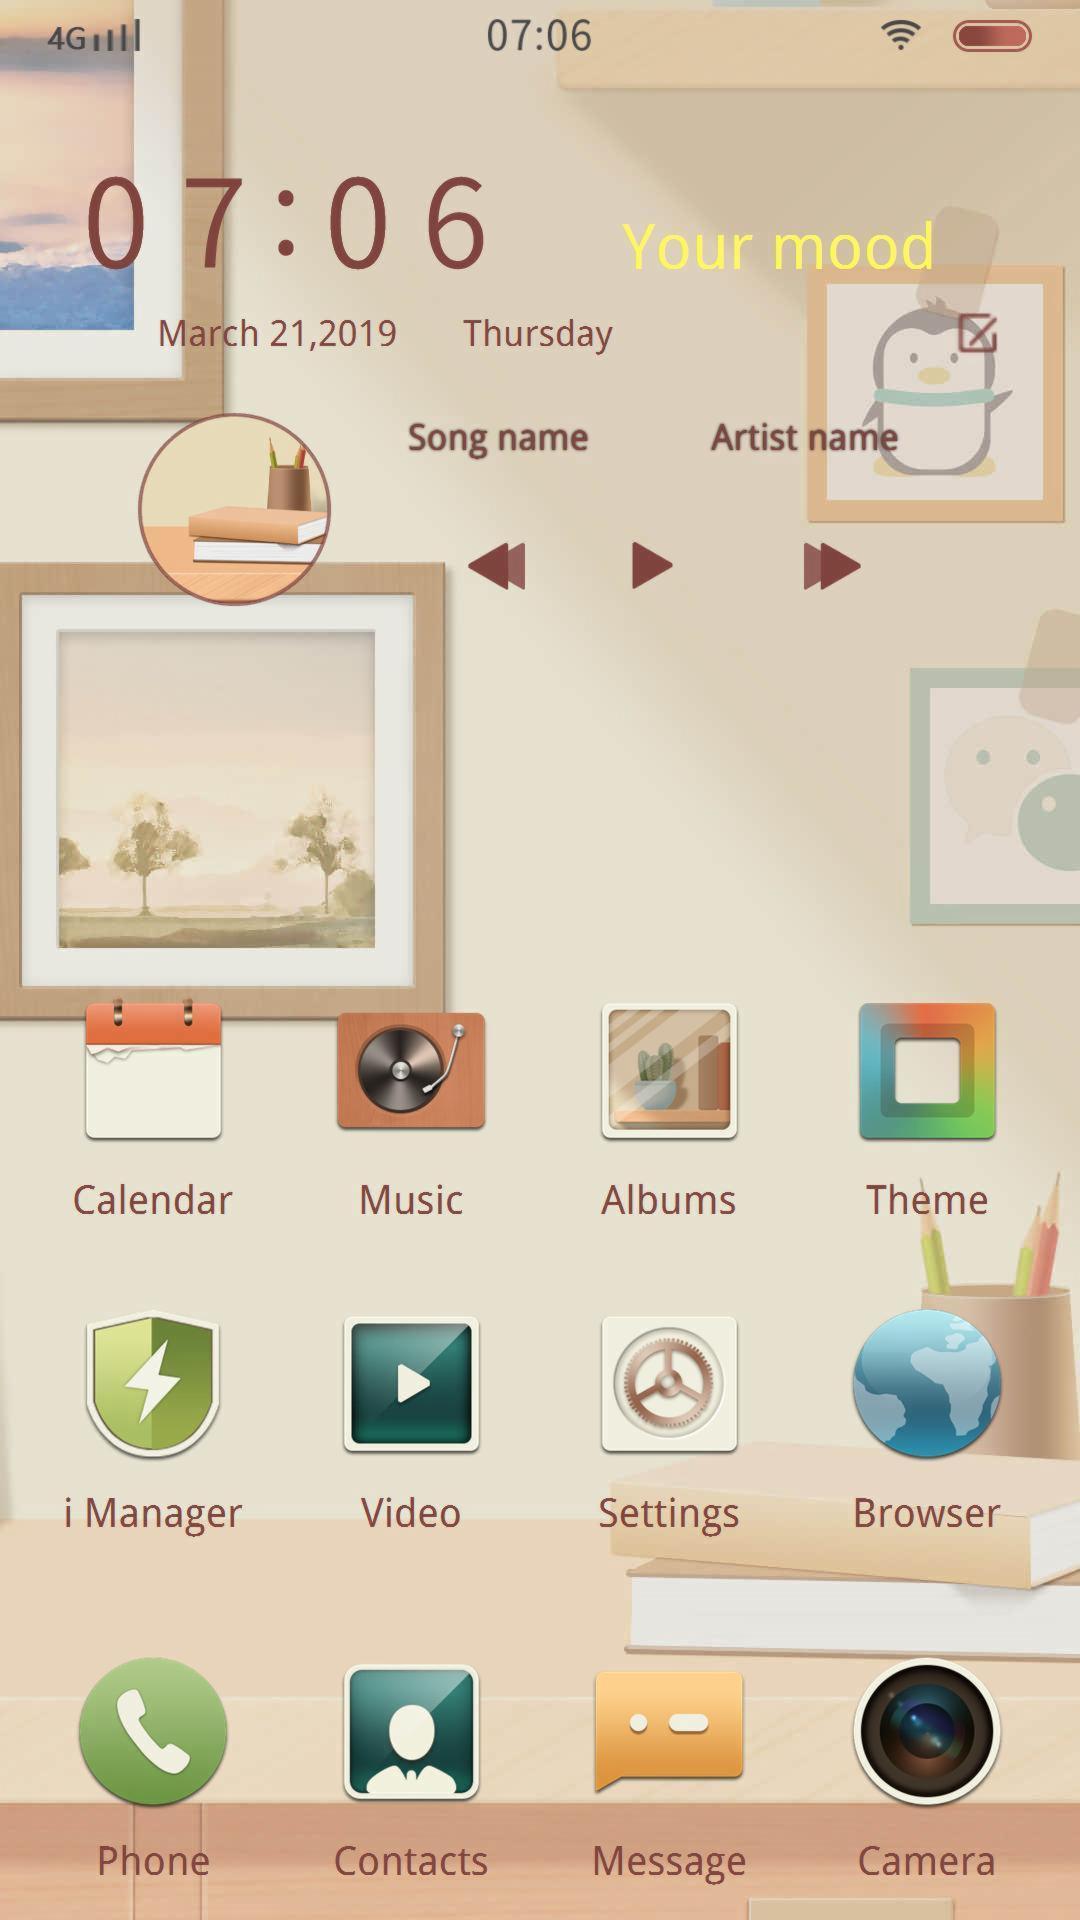 4G 07:06
07:06
Your mood
March 21,2019 Thursday
Song name Artist name
Calendar Music Albums Theme
i Manager Video Settings Browser
Phone Contacts Message Camera